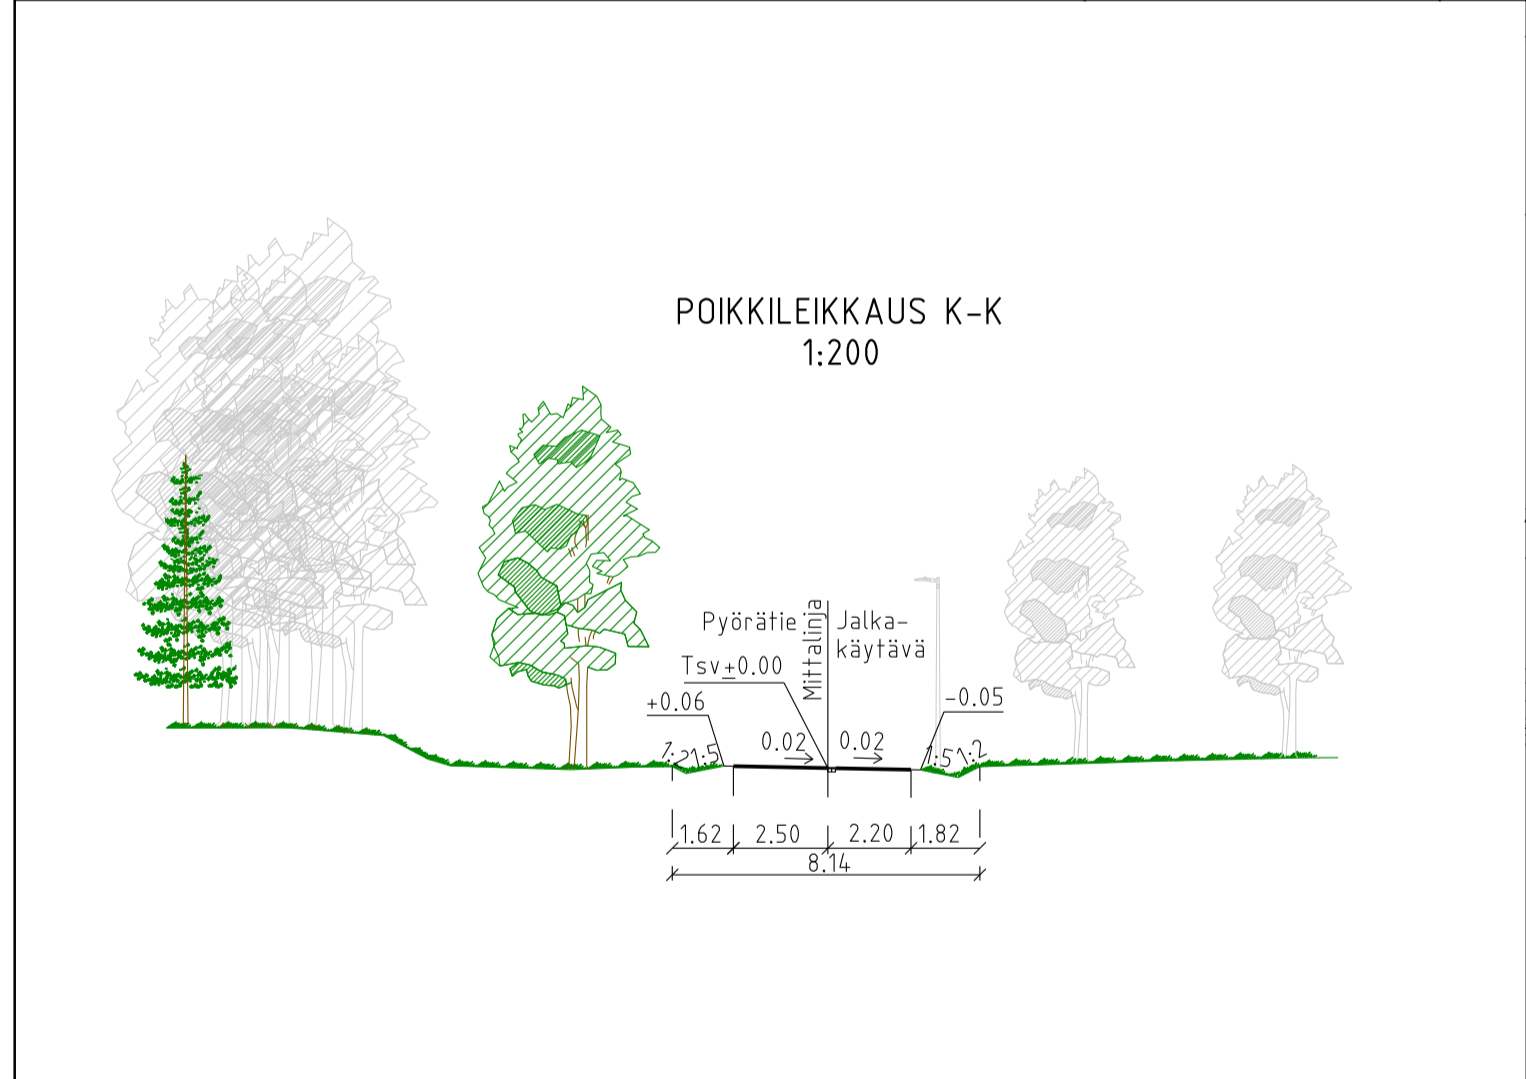 POIKKILEIKKAUS K-K
1:200
Pyörätie
Mittalinja
Jalka-
käytävä
Tsv±0.00
+0.06
-0.05
0.02
0.02
1:2
1:5
1:5
1:2
1.62
2.50
2.20
1.82
8.14